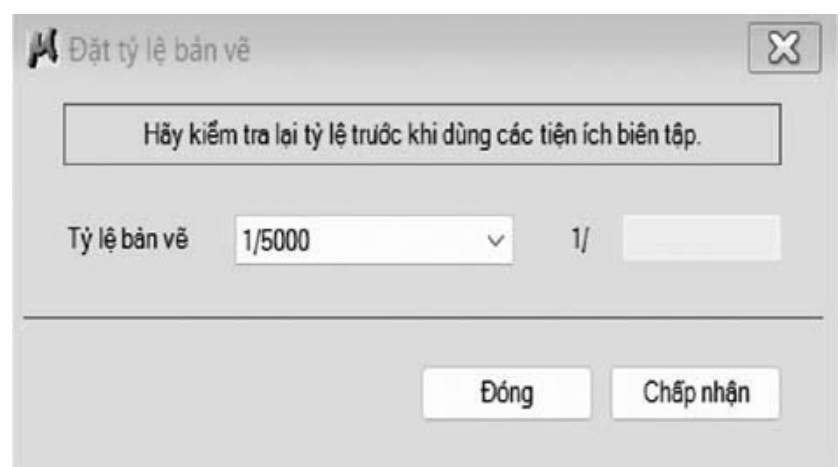 Đặt tỷ lệ bản vẽ
Hãy kiểm tra lại tỷ lệ trước khi dùng các tiện ích biên tập.
Tỷ lệ bản vẽ 1/5000 1/
Đóng Chấp nhận